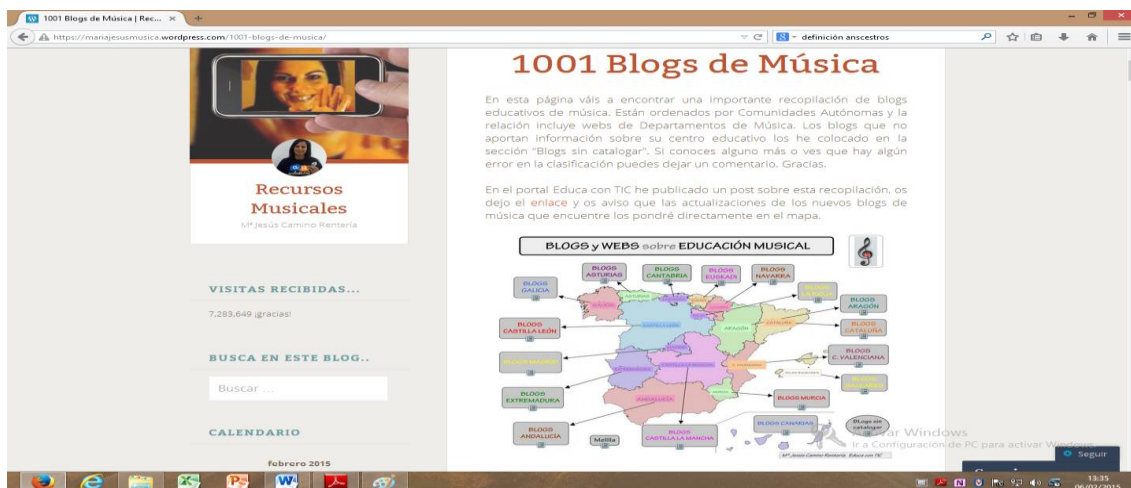 1001 Blogs de Música | Rec...
https://mariajesusmusica.wordpress.com/1001-blogs-de-musica/
definición anscestros
1001 Blogs de Música
En esta página váis a encontrar una importante recopilación de blogs
educativos de música. Están ordenados por Comunidades Autónomas y la
relación incluye webs de Departamentos de Música. Los blogs que no
aportan información sobre su centro educativo los he colocado en la
sección "Blogs sin catalogar". Si conoces alguno más o ves que hay algún
error en la clasificación puedes dejar un comentario. Gracias.
En el portal Educa con TIC he publicado un post sobre esta recopilación, os
dejo el enlace y os aviso que las actualizaciones de los nuevos blogs de
música que encuentre los pondré directamente en el mapa.
Recursos
Musicales
Mª Jesús Camino Rentería
VISITAS RECIBIDAS...
7,283,649 ¡gracias!
BUSCA EN ESTE BLOG..
Buscar ...
CALENDARIO
febrero 2015
BLOGS y WEBS sobre EDUCACIÓN MUSICAL
BLOGS
ASTURIAS
BLOGS
CANTABRIA
BLOGS
EUSKADI
BLOGS
NAVARRA
BLOGS
GALICIA
BLOGS
ARAGÓN
BLOGS
CASTILLA LEÓN
BLOGS
CATALUÑA
BLOGS
C. VALENCIANA
BLOGS
EXTREMADURA
BLOGS MURCIA
BLOGS
ANDALUCÍA
Melilla
BLOGS
CASTILLA LA MANCHA
BLOGS CANARIAS
BLogs sin
catalogar
ASTURIAS
ARAGÓN
CATALUÑA
ANDALUCÍA
Mª Jesús Camino Rentería Educa con TIC
Windows
Ir a Configuración de PC para activar Windows
Seguir
13:35
06/02/2015